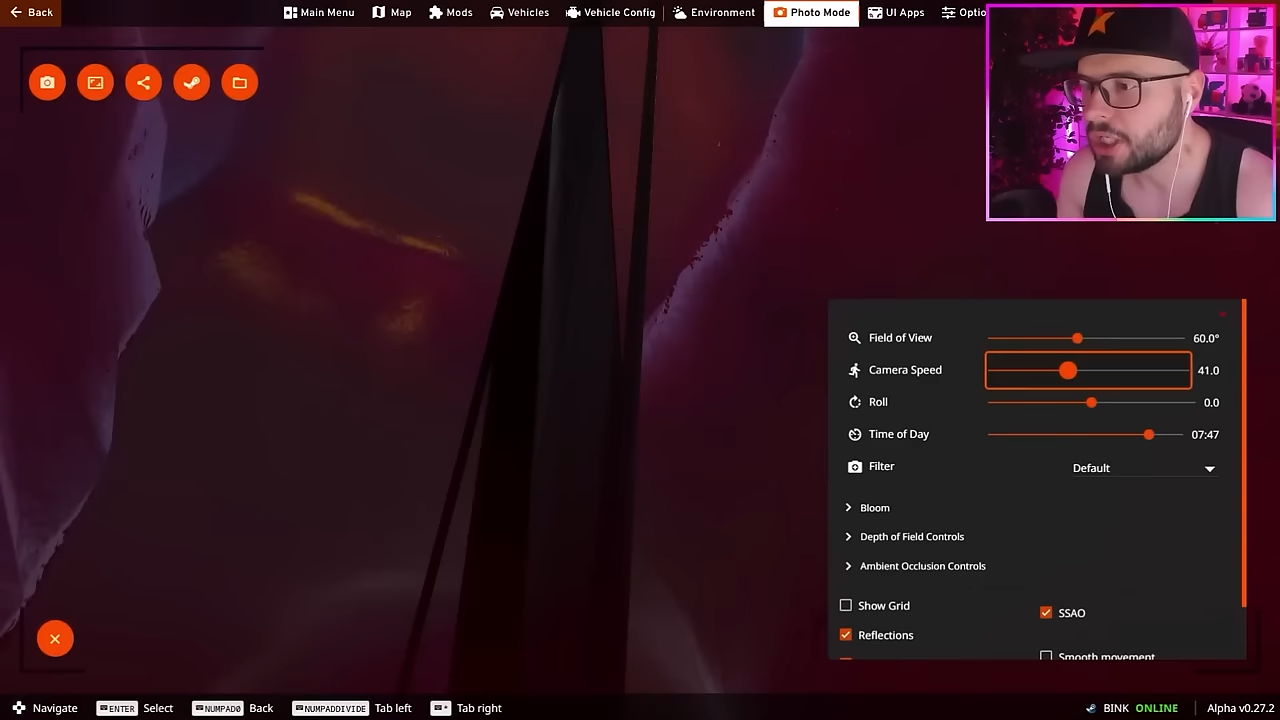 Back
Main Menu
Map
Mods
Vehicles
Vehicle Config
Environment
Photo Mode
UI Apps
Optio
Field of View
60.0°
Camera Speed
41.0
Roll
0.0
Time of Day
07:47
Filter
Default
Bloom
Depth of Field Controls
Ambient Occlusion Controls
Show Grid
SSAO
Reflections
Smooth movement
Navigate
ENTER
Select
NUMPAD0
Back
NUMPADDIVIDE
Tab left
Tab right
BINK ONLINE
Alpha v0.27.2